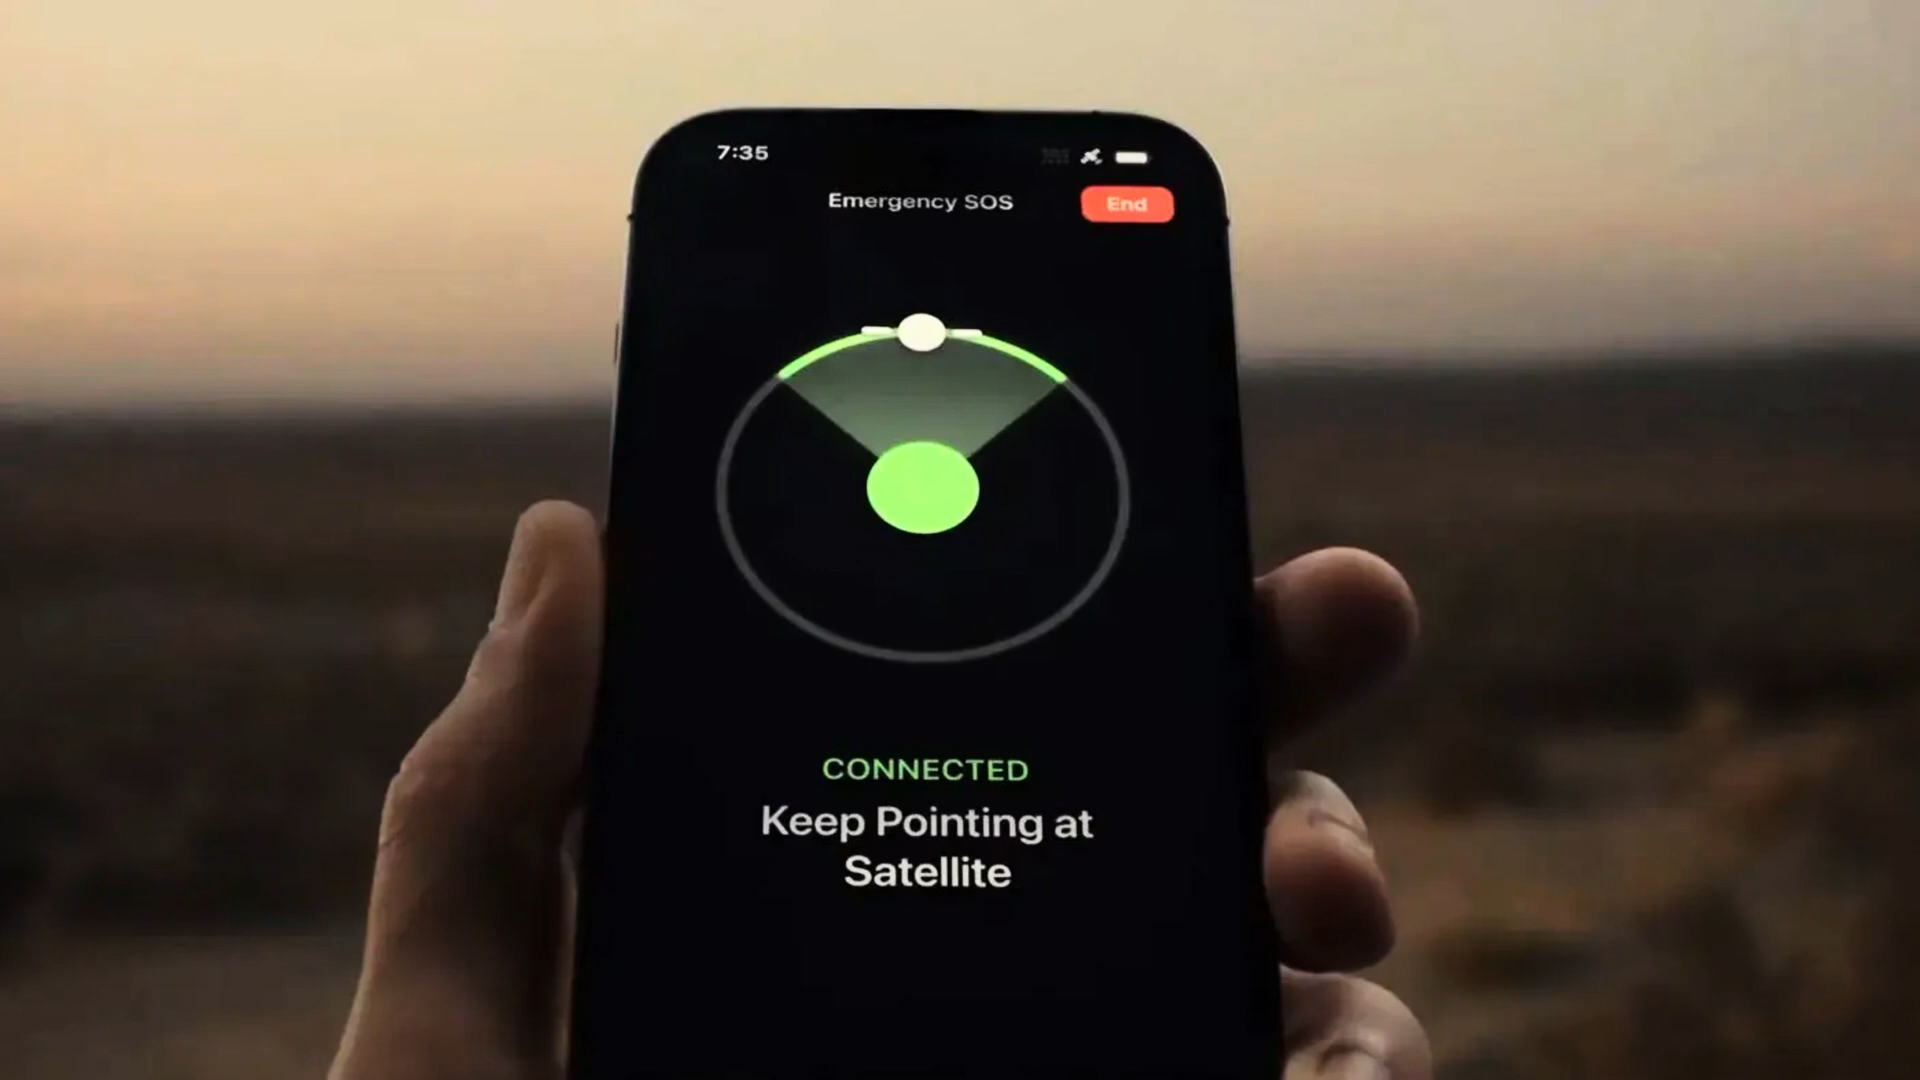 7:35
Emergency SOS
End
CONNECTED
Keep Pointing at
Satellite